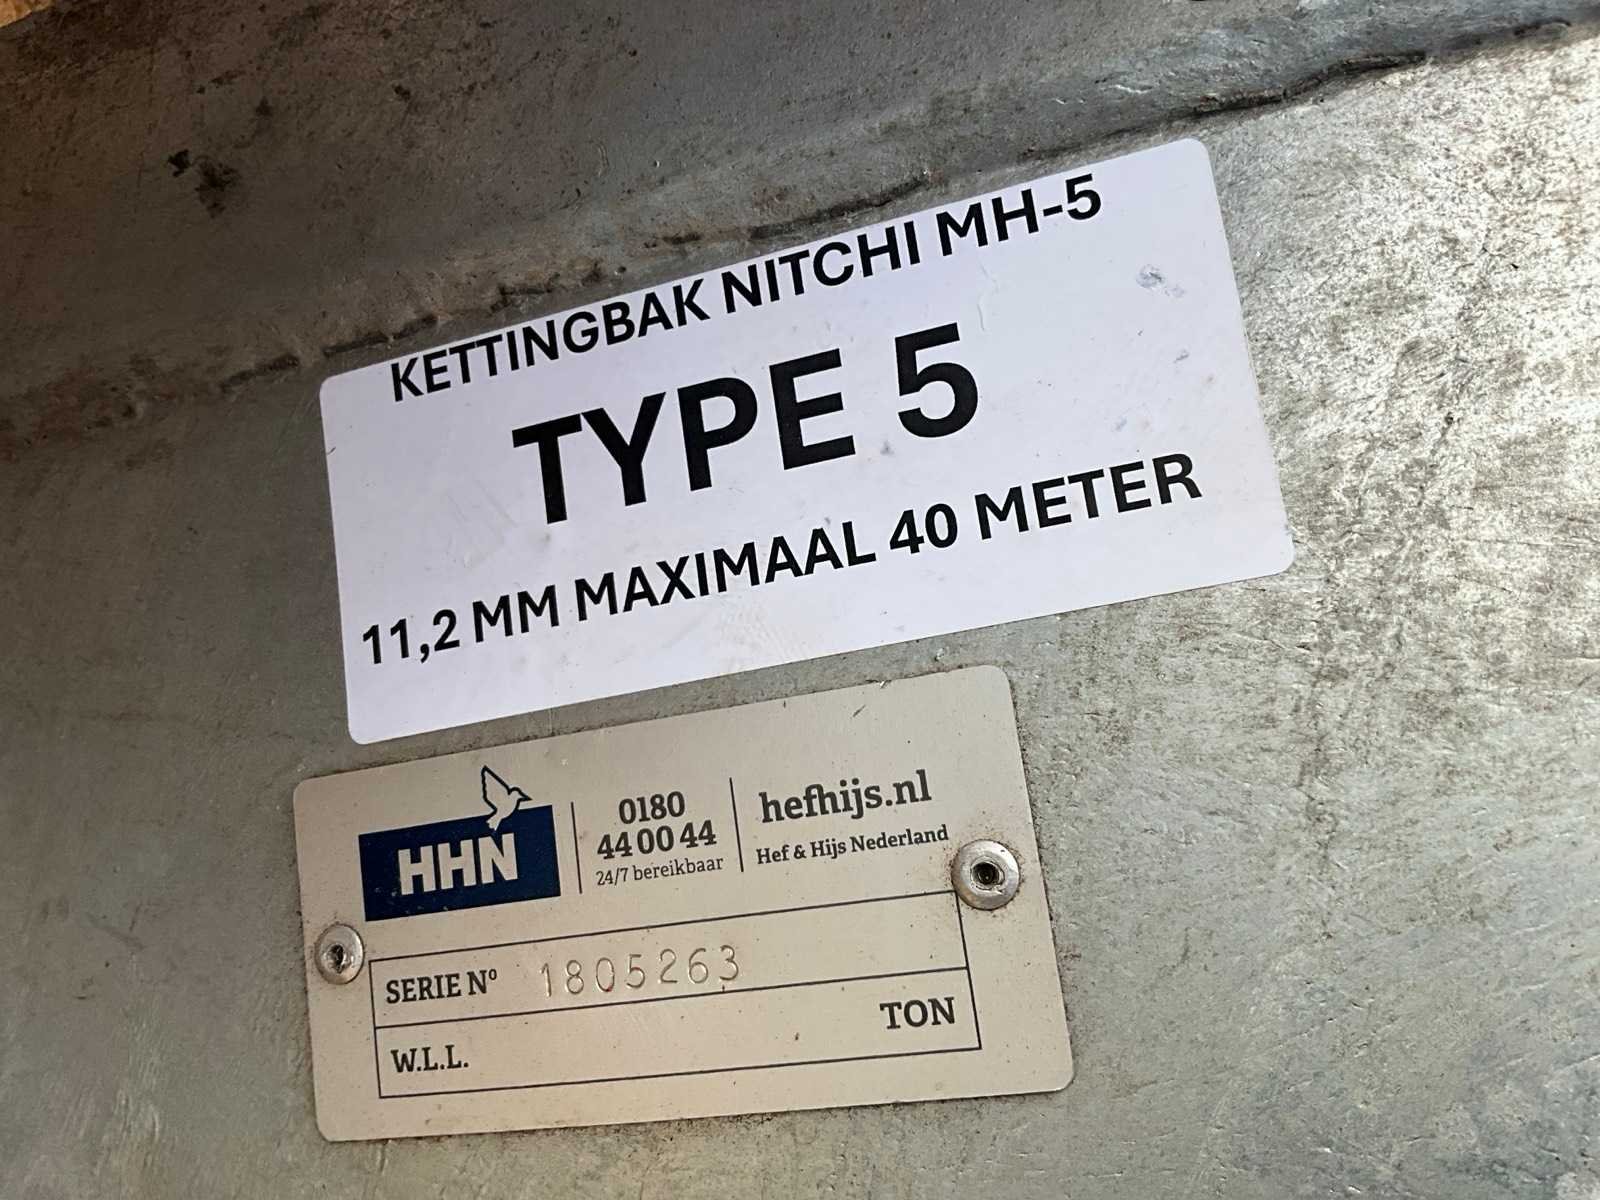 KETTINGBAK NITCHI MH-5
TYPE 5
11,2 MM MAXIMAAL 40 METER
HHN
0180
44 00 44
24/7 bereikbaar
hefhijs.nl
Hef & Hijs Nederland
SERIE Nº 1805263
W.L.L. TON